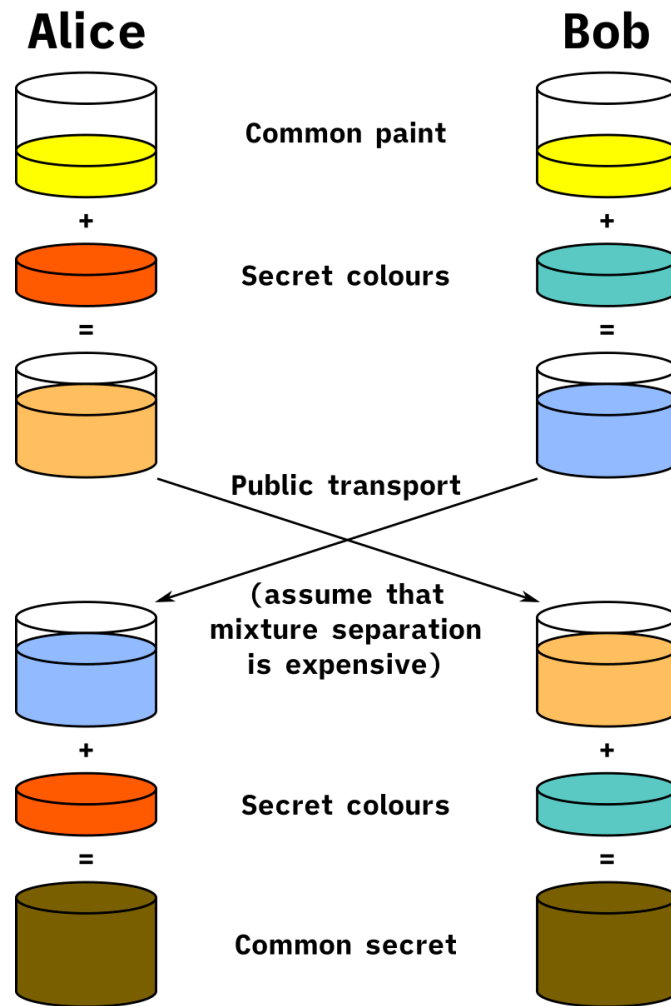 Alice
Bob
Common paint
+
+
Secret colours
=
=
Public transport
(assume that
mixture separation
is expensive)
+
+
Secret colours
=
=
Common secret